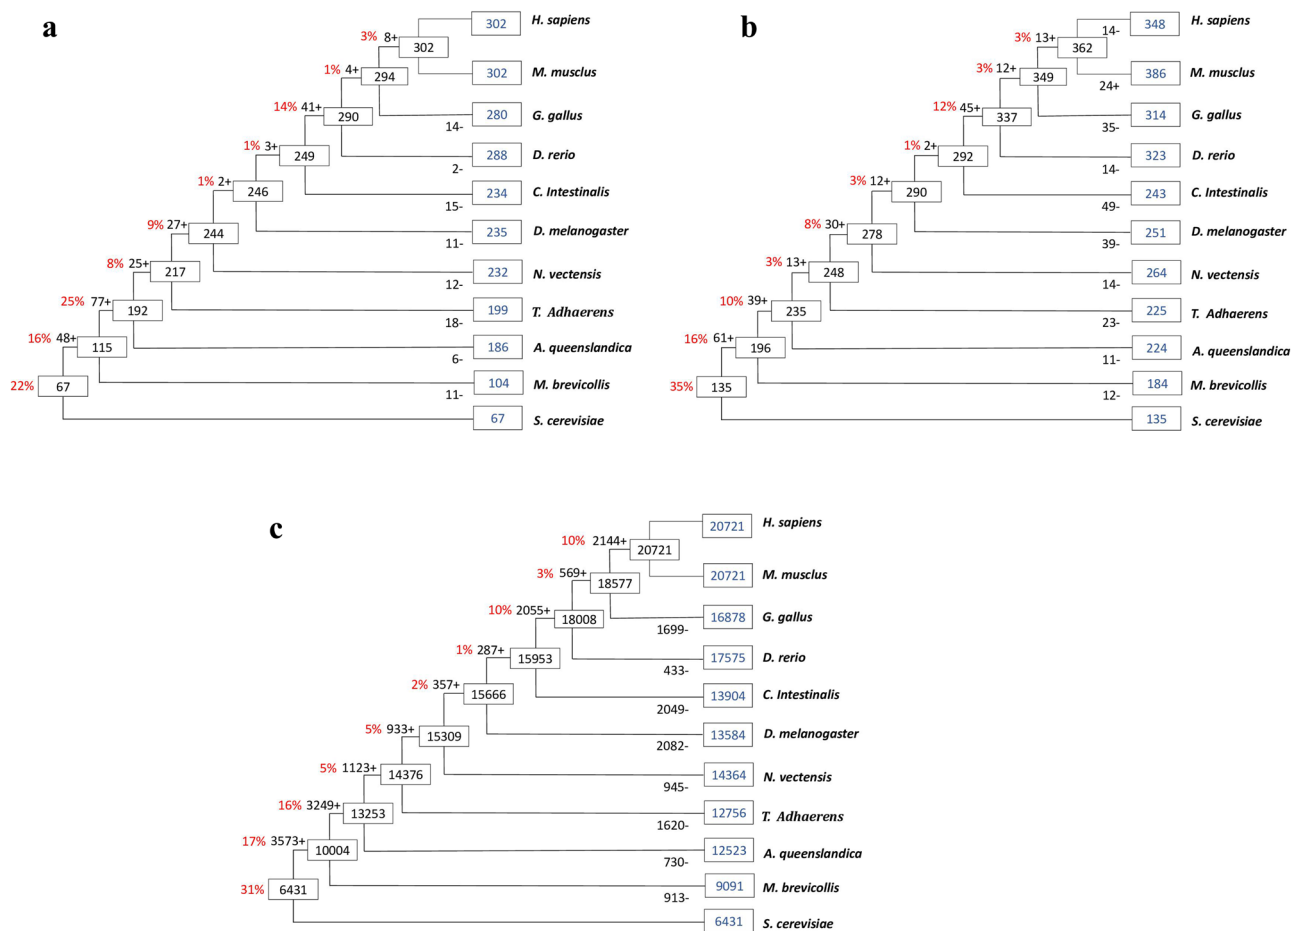 a
302 H. sapiens
3% 8+
302
302 M. musclus
1% 4+
294
280 G. gallus
14-
14% 41+
290
288 D. rerio
2-
1% 3+
249
234 C. Intestinalis
15-
1% 2+
246
235 D. melanogaster
11-
9% 27+
244
232 N. vectensis
12-
8% 25+
217
199 T. Adhaerens
18-
25% 77+
192
186 A. queenslandica
6-
16% 48+
115
104 M. brevicollis
11-
22% 67
67 S. cerevisiae
b
348 H. sapiens
14-
3% 13+
362
386 M. musclus
24+
3% 12+
349
314 G. gallus
35-
12% 45+
337
323 D. rerio
14-
1% 2+
292
243 C. Intestinalis
49-
3% 12+
290
251 D. melanogaster
39-
8% 30+
278
264 N. vectensis
14-
3% 13+
248
225 T. Adhaerens
23-
10% 39+
235
224 A. queenslandica
11-
16% 61+
196
184 M. brevicollis
12-
35% 135
135 S. cerevisiae
c
20721 H. sapiens
10% 2144+
20721
20721 M. musclus
3% 569+
18577
16878 G. gallus
1699-
10% 2055+
18008
17575 D. rerio
433-
1% 287+
15953
13904 C. Intestinalis
2049-
2% 357+
15666
13584 D. melanogaster
2082-
5% 933+
15309
14364 N. vectensis
945-
5% 1123+
14376
12756 T. Adhaerens
1620-
16% 3249+
13253
12523 A. queenslandica
730-
17% 3573+
10004
9091 M. brevicollis
913-
31% 6431
6431 S. cerevisiae